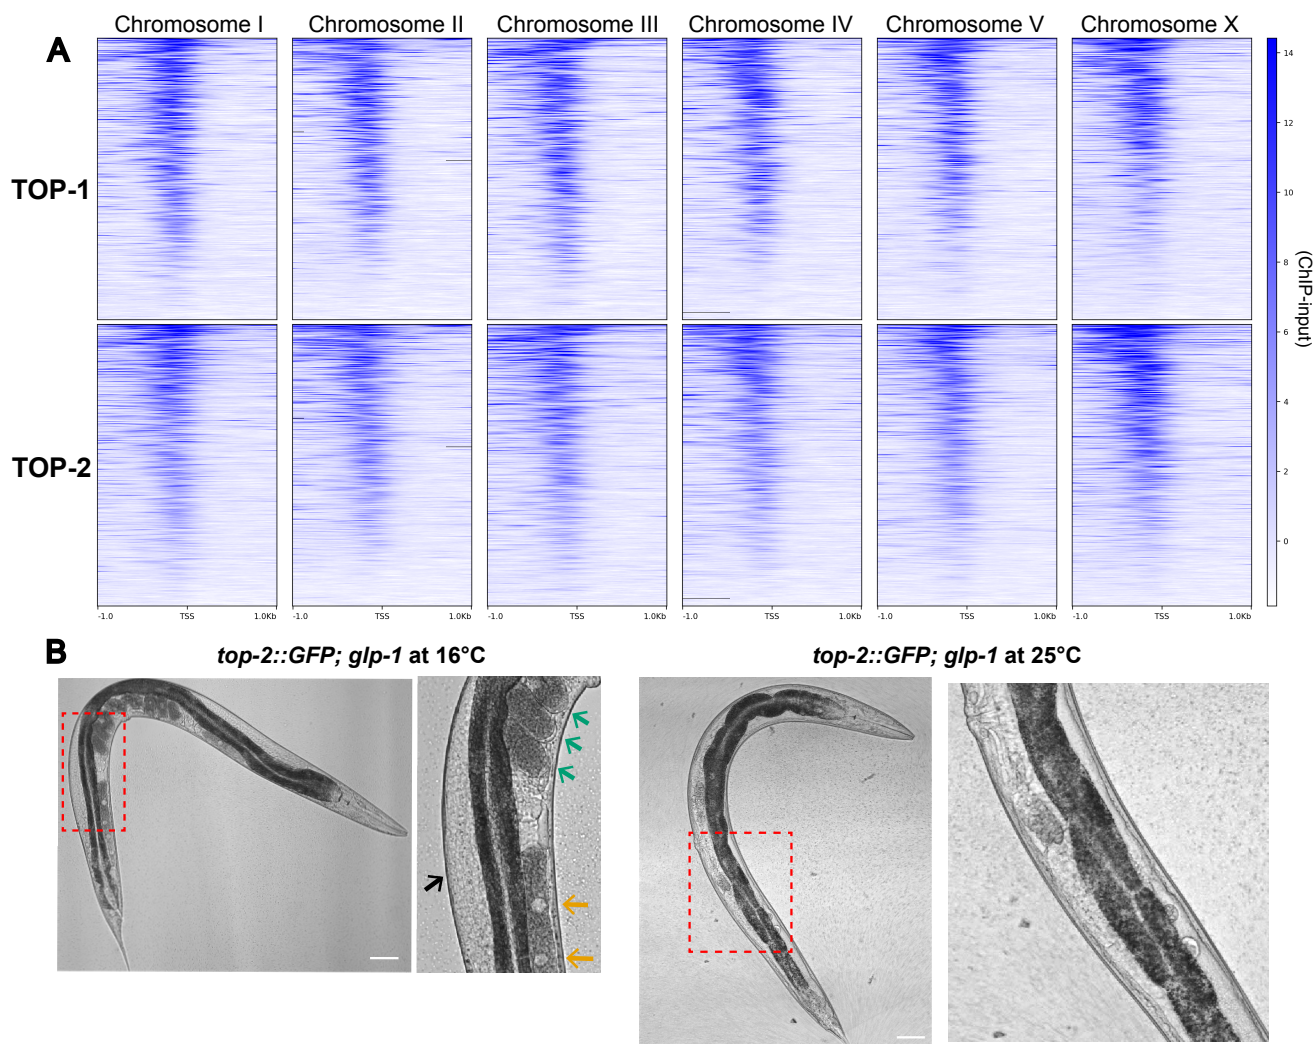 A
Chromosome I Chromosome II Chromosome III Chromosome IV Chromosome V Chromosome X
TOP-1
TOP-2
14
12
10
8
6
4
2
0
(ChIP-input)
-1.0 TSS 1.0Kb -1.0 TSS 1.0Kb -1.0 TSS 1.0Kb -1.0 TSS 1.0Kb -1.0 TSS 1.0Kb -1.0 TSS 1.0Kb
B
top-2::GFP; glp-1 at 16°C top-2::GFP; glp-1 at 25°C